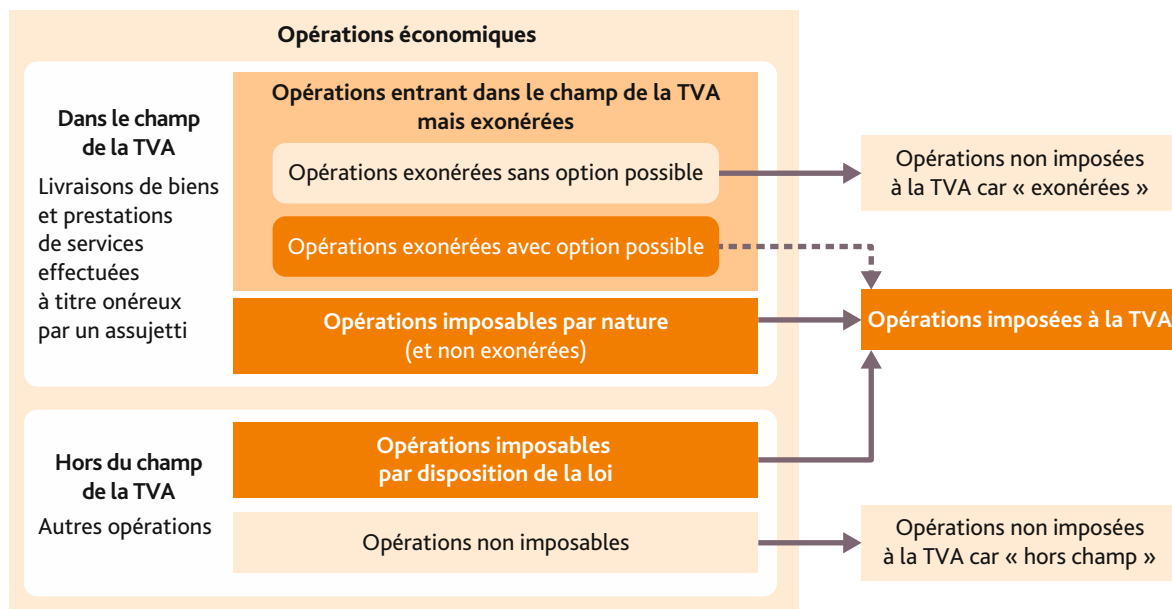 Opérations économiques
Dans le champ
de la TVA
Livraisons de biens
et prestations
de services
effectuées
à titre onéreux
par un assujetti
Opérations entrant dans le champ de la TVA
mais exonérées
Opérations exonérées sans option possible
Opérations exonérées avec option possible
Opérations imposables par nature
(et non exonérées)
Opérations non imposées
à la TVA car « exonérées »
Opérations imposées à la TVA
Hors du champ
de la TVA
Autres opérations
Opérations imposables
par disposition de la loi
Opérations non imposables
Opérations non imposées
à la TVA car « hors champ »